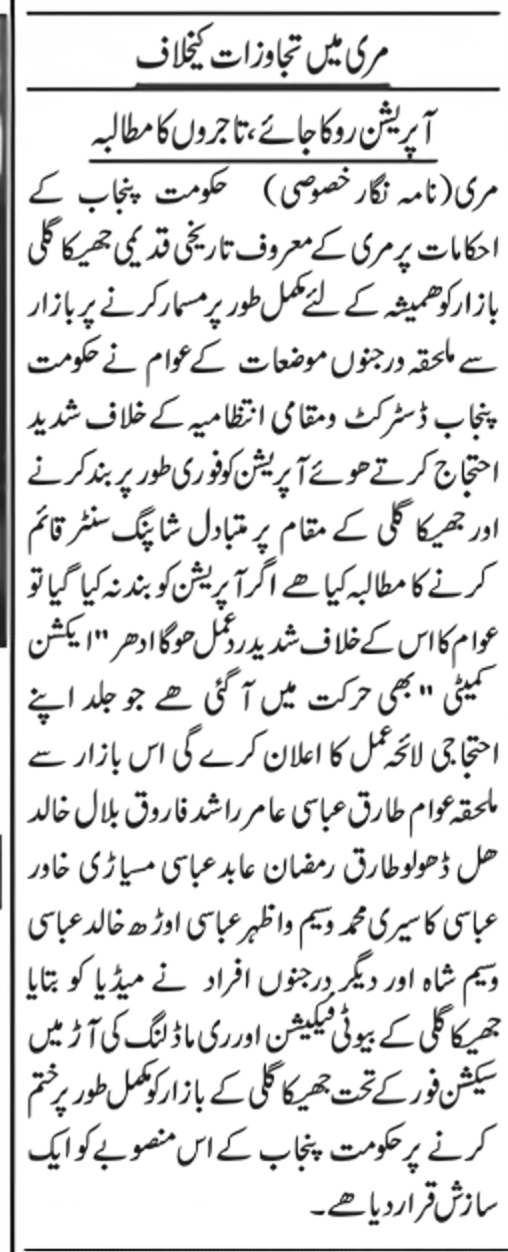 مری میں تجاوزات کیخلاف
آپریشن روکا جائے، تاجروں کا مطالبہ
مری (نامہ نگار خصوصی) حکومت پنجاب کے
احکامات پر مری کے معروف تاریخی قدیمی جھیکا گلی
بازار کو ھمیشہ کے لئے مکمل طور پر مسمار کرنے پر بازار
سے ملحقہ درجنوں موضعات کے عوام نے حکومت
پنجاب ڈسٹرکٹ ومقامی انتظامیہ کے خلاف شدید
احتجاج کرتے ھوئے آپریشن کو فوری طور پر بند کرنے
اور جھیکا گلی کے مقام پر متبادل شاپنگ سنٹر قائم
کرنے کا مطالبہ کیا ھے اگر آپریشن کو بند نہ کیا گیا تو
عوام کا اس کے خلاف شدید ردعمل ھوگا ادھر "ایکشن
کمیٹی" بھی حرکت میں آ گئی ھے جو جلد اپنے
احتجاجی لائحہ عمل کا اعلان کرے گی اس بازار سے
ملحقہ عوام طارق عباسی عامر راشد فاروق بلال خالد
ھل ڈھولو طارق رمضان عابد عباسی مسیاڑی خاور
عباسی کاسیری محمد وسیم واظہر عباسی اوڑھ خالد عباسی
وسیم شاہ اور دیگر درجنوں افراد نے میڈیا کو بتایا
جھیکا گلی کے بیوٹی فیکیشن اور ری ماڈلنگ کی آڑ میں
سیکشن فور کے تحت جھیکا گلی کے بازار کو مکمل طور پر ختم
کرنے پر حکومت پنجاب کے اس منصوبے کو ایک
سازش قرار دیا ھے۔